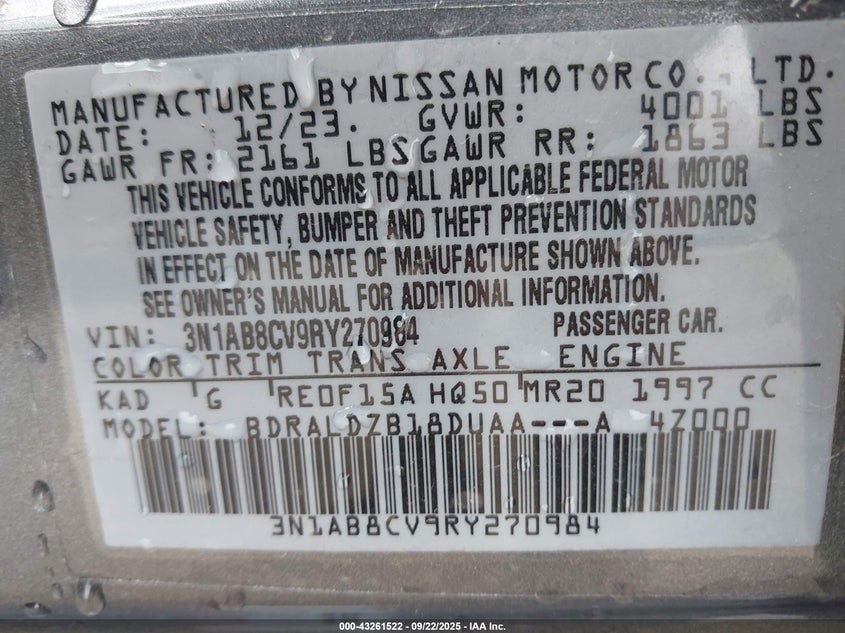 MANUFACTURED BY NISSAN MOTOR CO., LTD.
DATE: 12/23. GVWR: 4001 LBS
GAWR FR: 2161 LBS GAWR RR: 1863 LBS
THIS VEHICLE CONFORMS TO ALL APPLICABLE FEDERAL MOTOR
VEHICLE SAFETY, BUMPER AND THEFT PREVENTION STANDARDS
IN EFFECT ON THE DATE OF MANUFACTURE SHOWN ABOVE.
SEE OWNER'S MANUAL FOR ADDITIONAL INFORMATION.
VIN: 3N1AB8CV9RY270984 PASSENGER CAR.
COLOR TRIM TRANS AXLE ENGINE
KAD G RE0F15A HQ50 MR20 1997 CC
MODEL: BDRALDZB18DUAA---A 4Z000
3N1AB8CV9RY270984
000-43261522 - 09/22/2025 - IAA Inc.